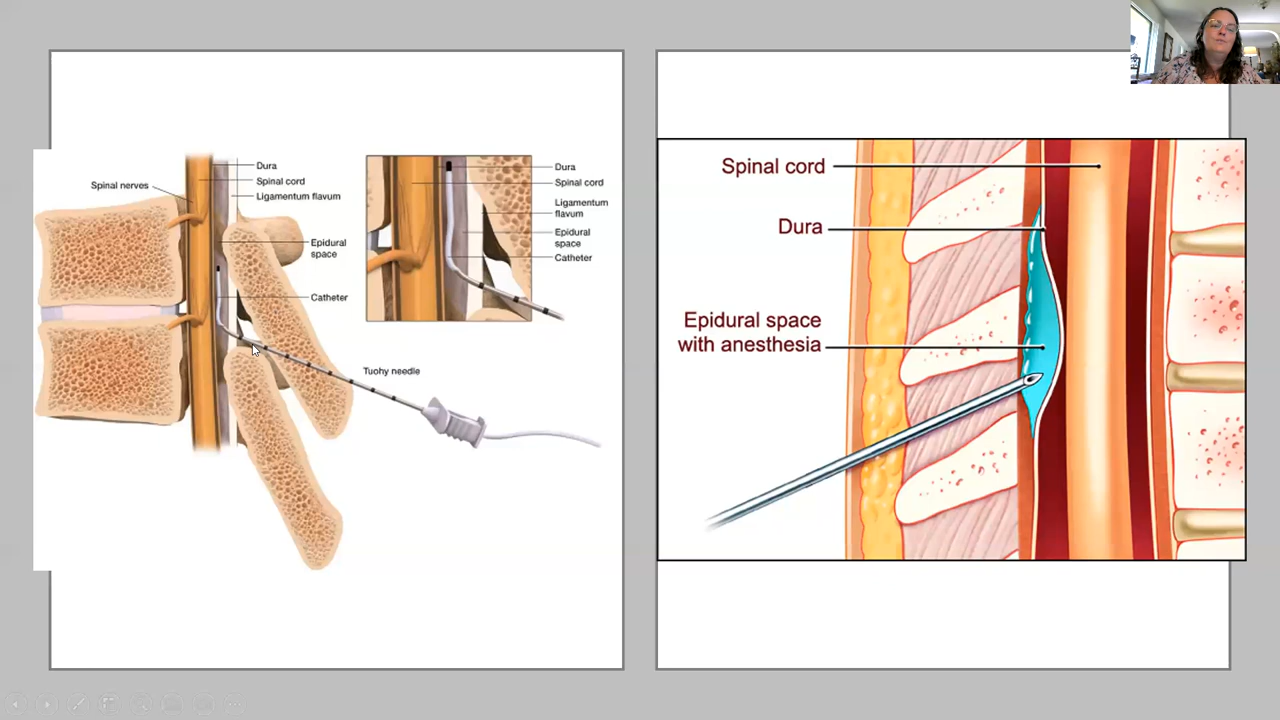 Spinal nerves
Dura
Spinal cord
Ligamentum flavum
Epidural
space
Catheter
Tuohy needle
Dura
Spinal cord
Ligamentum
flavum
Epidural
space
Catheter
Spinal cord
Dura
Epidural space
with anesthesia